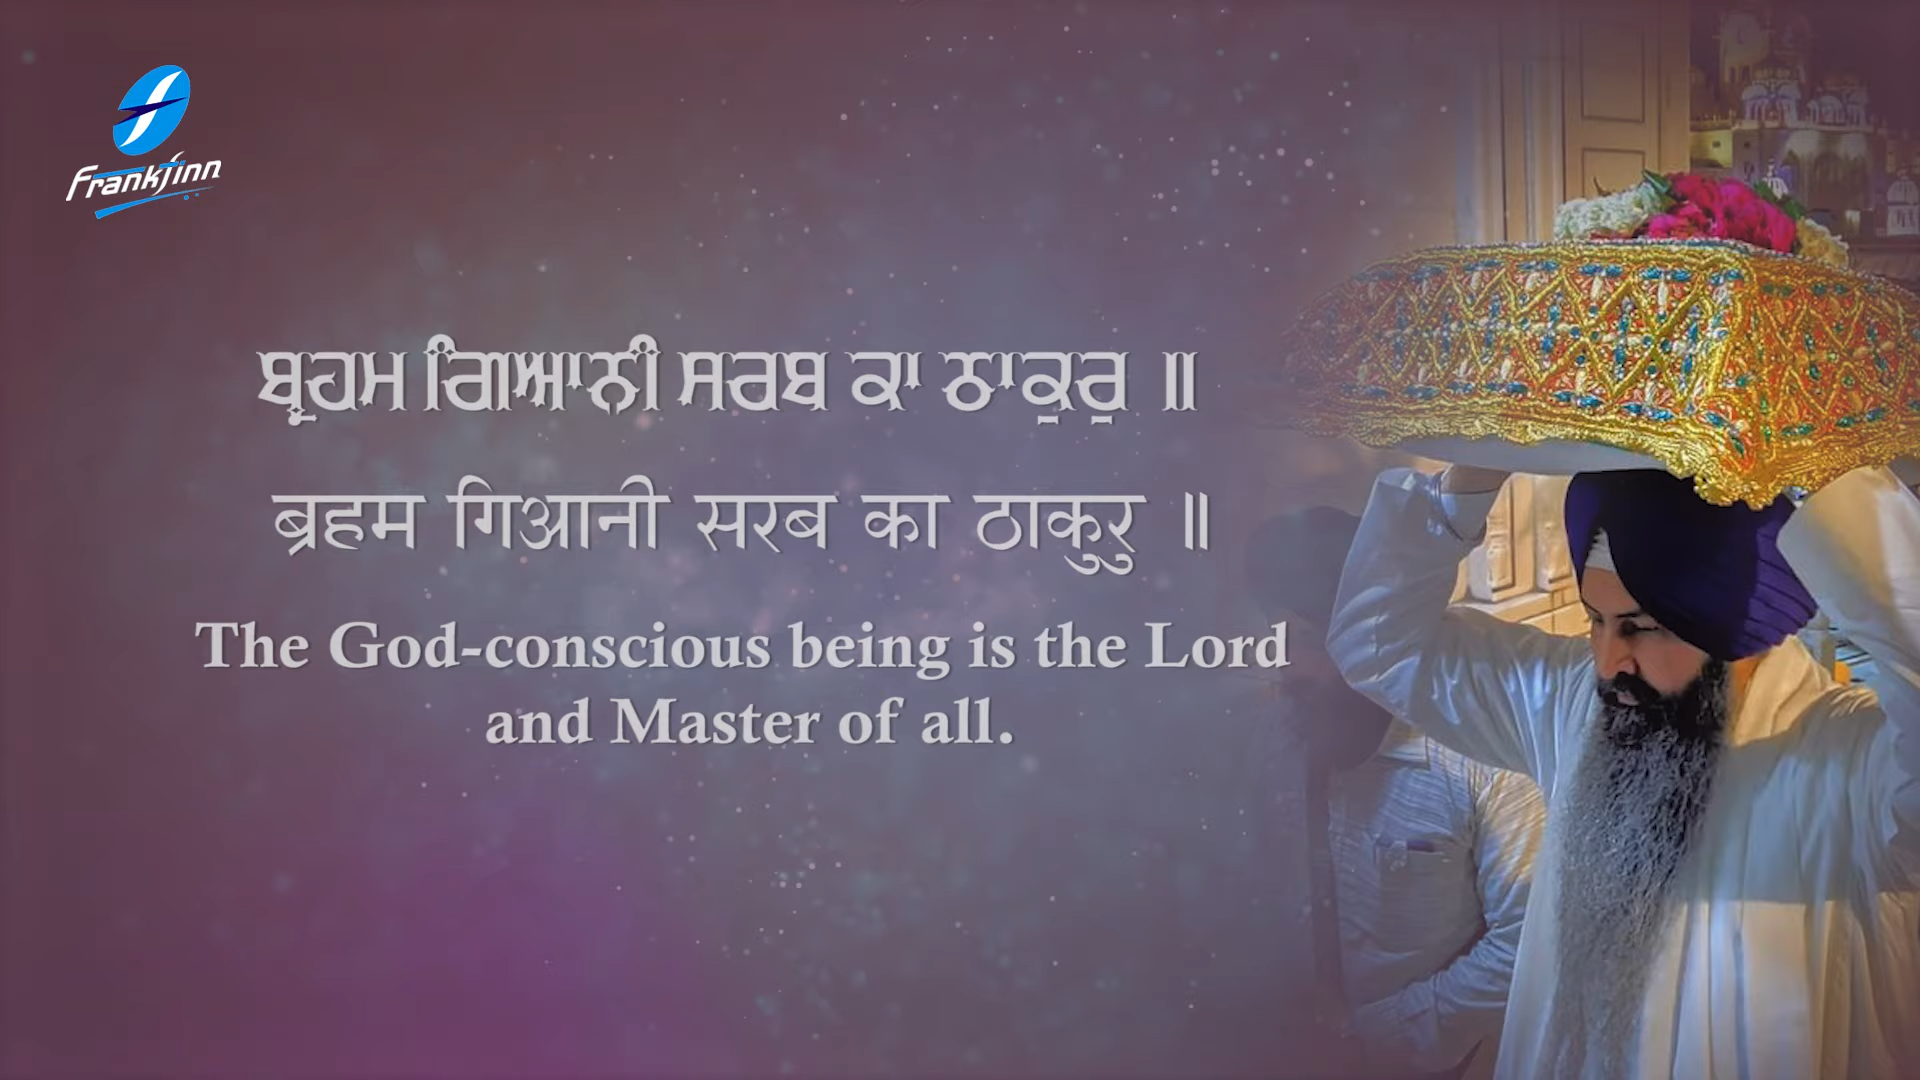 Frankfinn
ਬ੍ਰਹਮ ਗਿਆਨੀ ਸਰਬ ਕਾ ਠਾਕੁਰੁ ॥
ब्रहम गिआनी सरब का ठाकुरु ॥
The God-conscious being is the Lord
and Master of all.